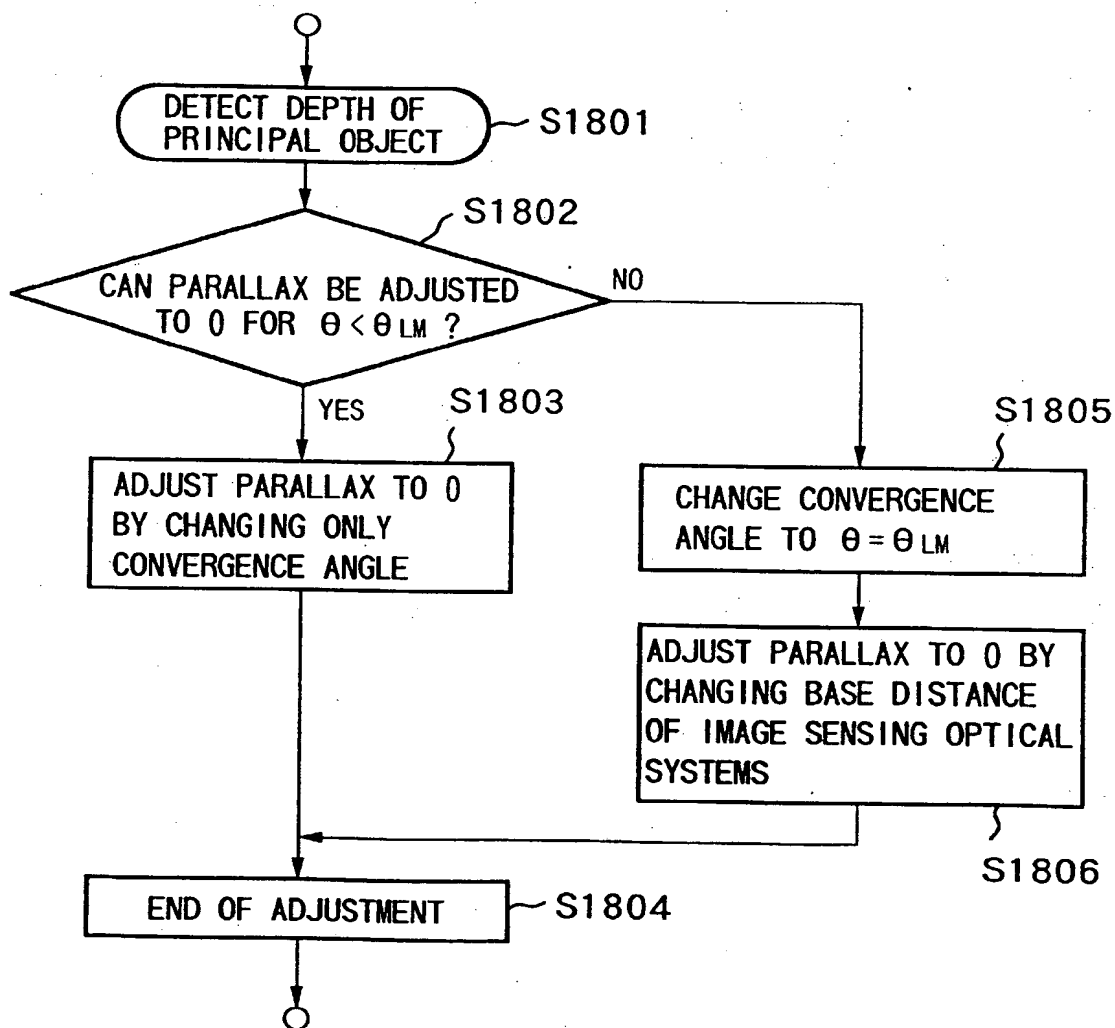 DETECT DEPTH OF
PRINCIPAL OBJECT
S1801
S1802
CAN PARALLAX BE ADJUSTED
TO 0 FOR θ < θLM ?
NO
YES
S1803
ADJUST PARALLAX TO 0
BY CHANGING ONLY
CONVERGENCE ANGLE
S1805
CHANGE CONVERGENCE
ANGLE TO θ = θLM
ADJUST PARALLAX TO 0 BY
CHANGING BASE DISTANCE
OF IMAGE SENSING OPTICAL
SYSTEMS
S1806
END OF ADJUSTMENT
S1804